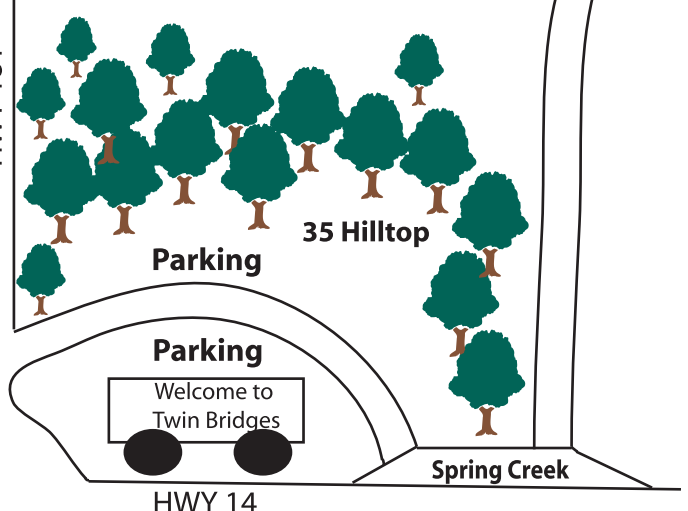 35 Hilltop
Parking
Parking
Welcome to
Twin Bridges
Spring Creek
HWY 14